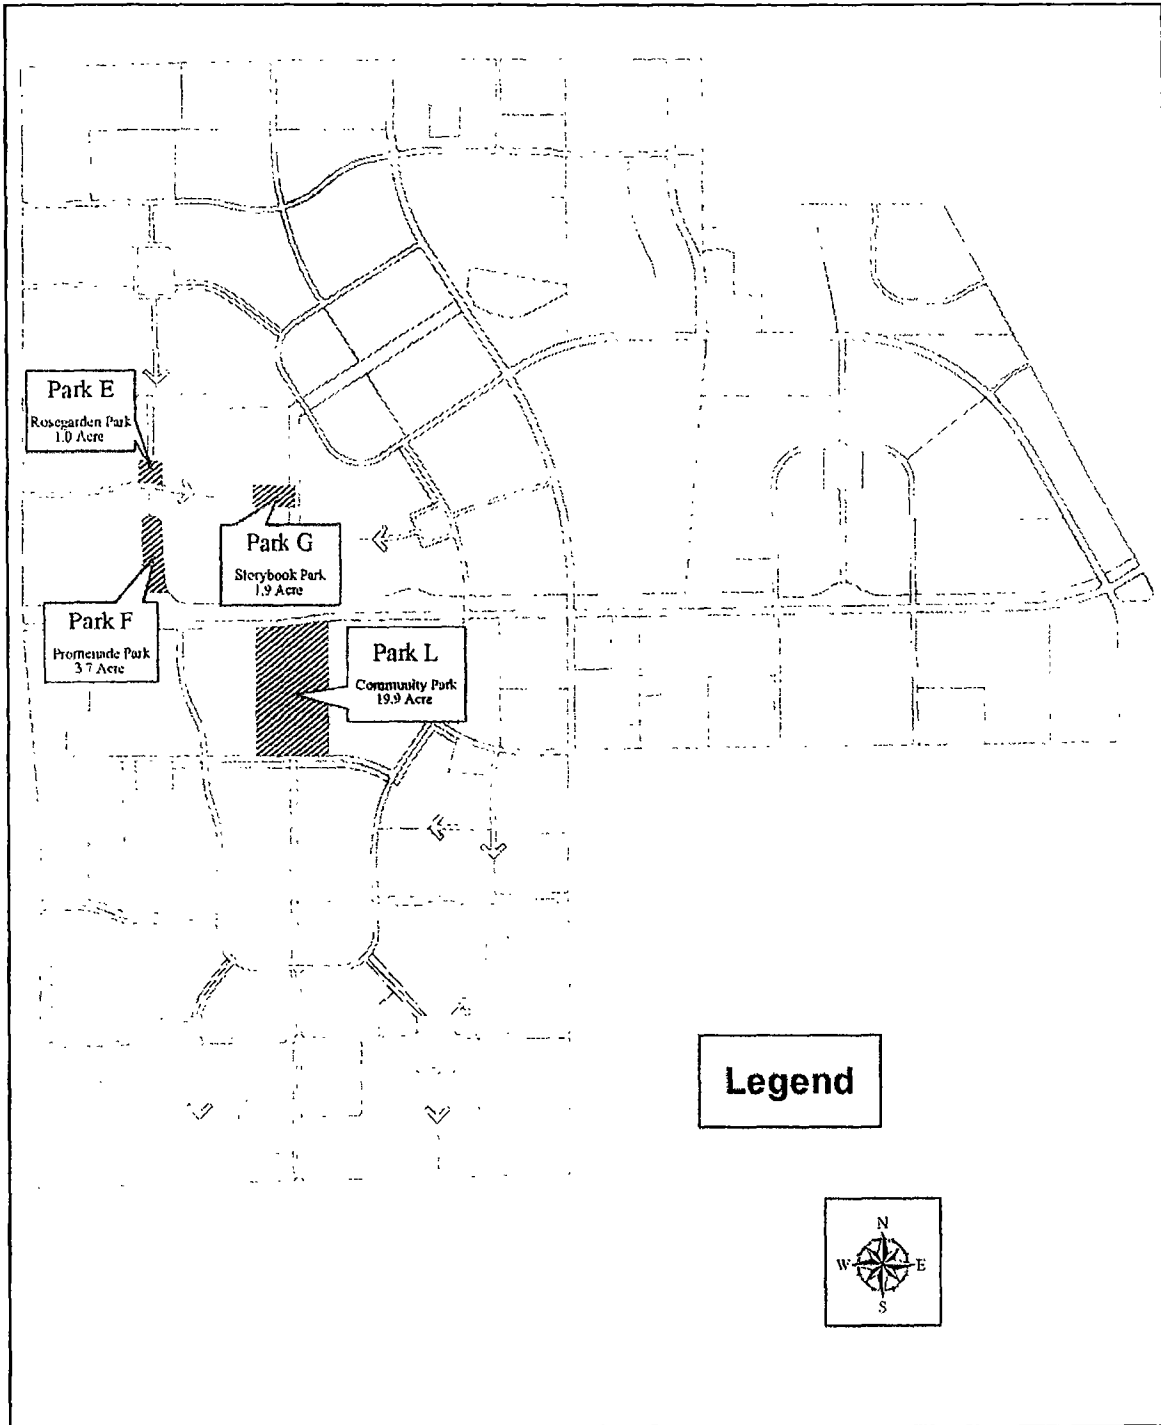 Park E
Rosegarden Park
1.0 Acre
Park G
Storybook Park
1.9 Acre
Park F
Promenade Park
3.7 Acre
Park L
Community Park
19.9 Acre
Legend
N
W E
S